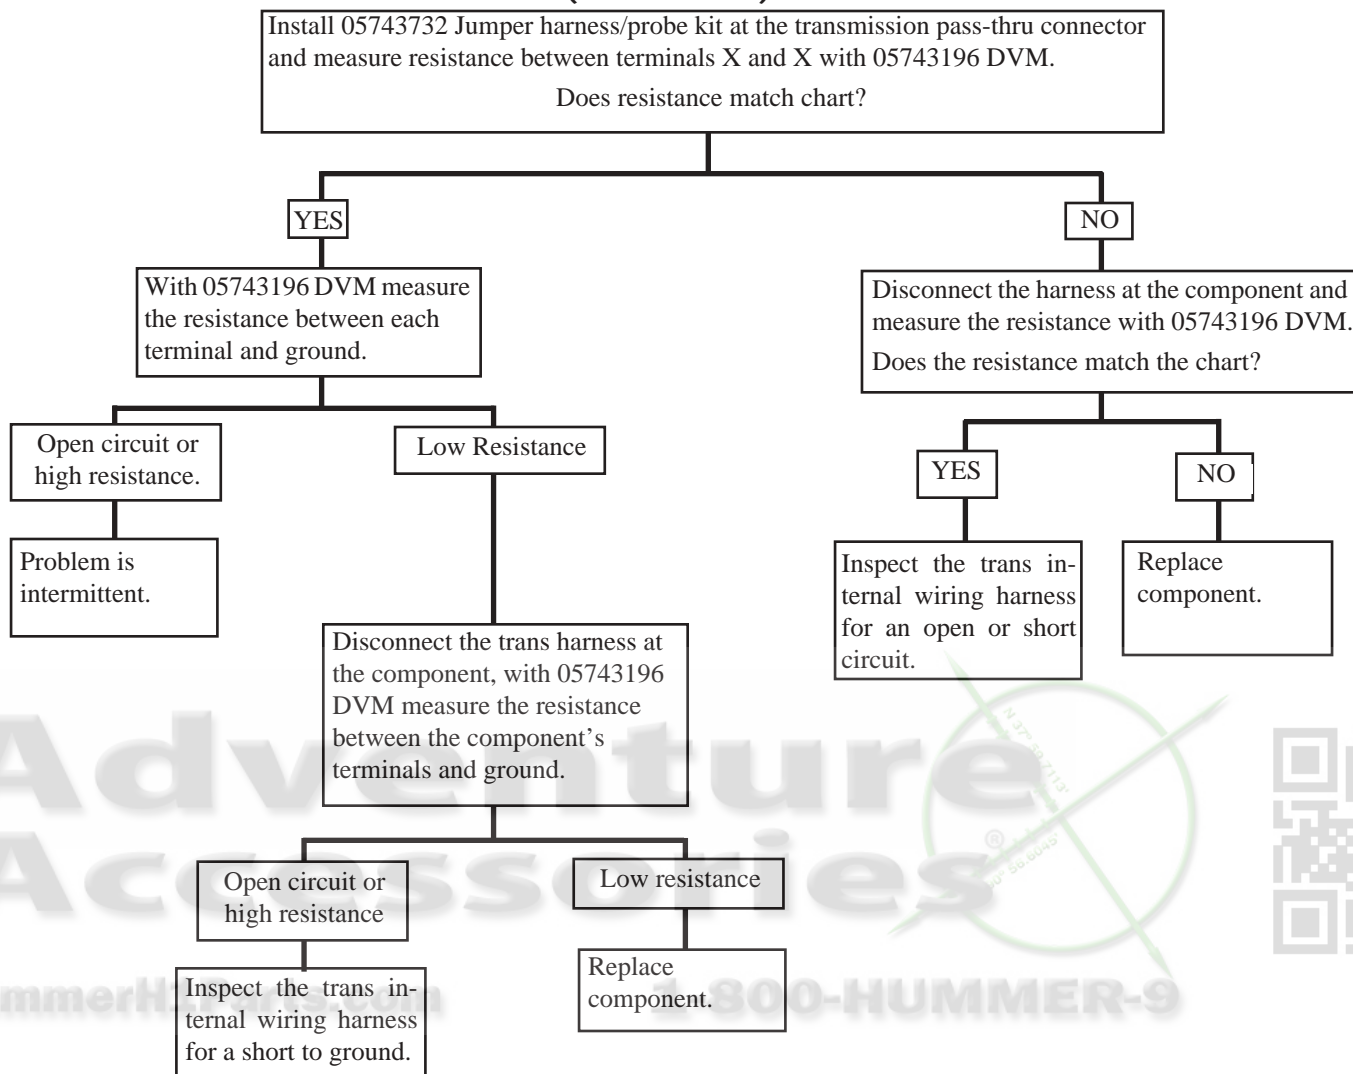 Install 05743732 Jumper harness/probe kit at the transmission pass-thru connector
and measure resistance between terminals X and X with 05743196 DVM.
Does resistance match chart?
YES
NO
With 05743196 DVM measure
the resistance between each
terminal and ground.
Disconnect the harness at the component and
measure the resistance with 05743196 DVM.
Does the resistance match the chart?
Open circuit or
high resistance.
Low Resistance
YES
NO
Problem is
intermittent.
Inspect the trans in-
ternal wiring harness
for an open or short
circuit.
Replace
component.
Disconnect the trans harness at
the component, with 05743196
DVM measure the resistance
between the component's
terminals and ground.
Open circuit or
high resistance
Low resistance
Inspect the trans in-
ternal wiring harness
for a short to ground.
Replace
component.
Adventure
Accessories
®
N 37° 30.7113'
mmerH1Parts.com
1-800-HUMMER-9